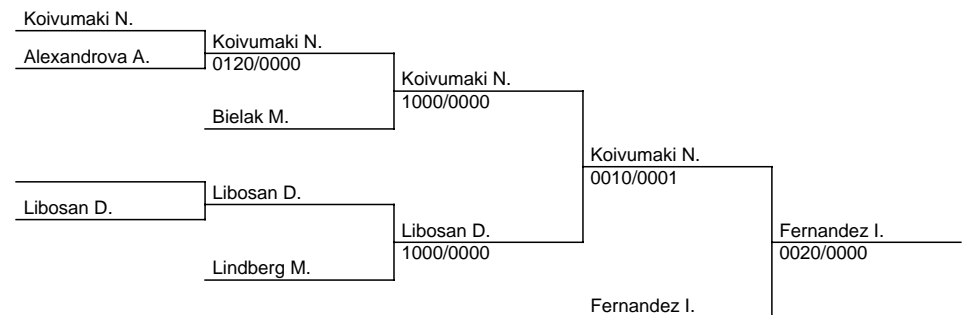 Koivumaki N.
Alexandrova A.
Koivumaki N.
0120/0000
Bielak M.
Koivumaki N.
1000/0000
Libosan D.
Libosan D.
Lindberg M.
Libosan D.
1000/0000
Koivumaki N.
0010/0001
Fernandez I.
Fernandez I.
0020/0000